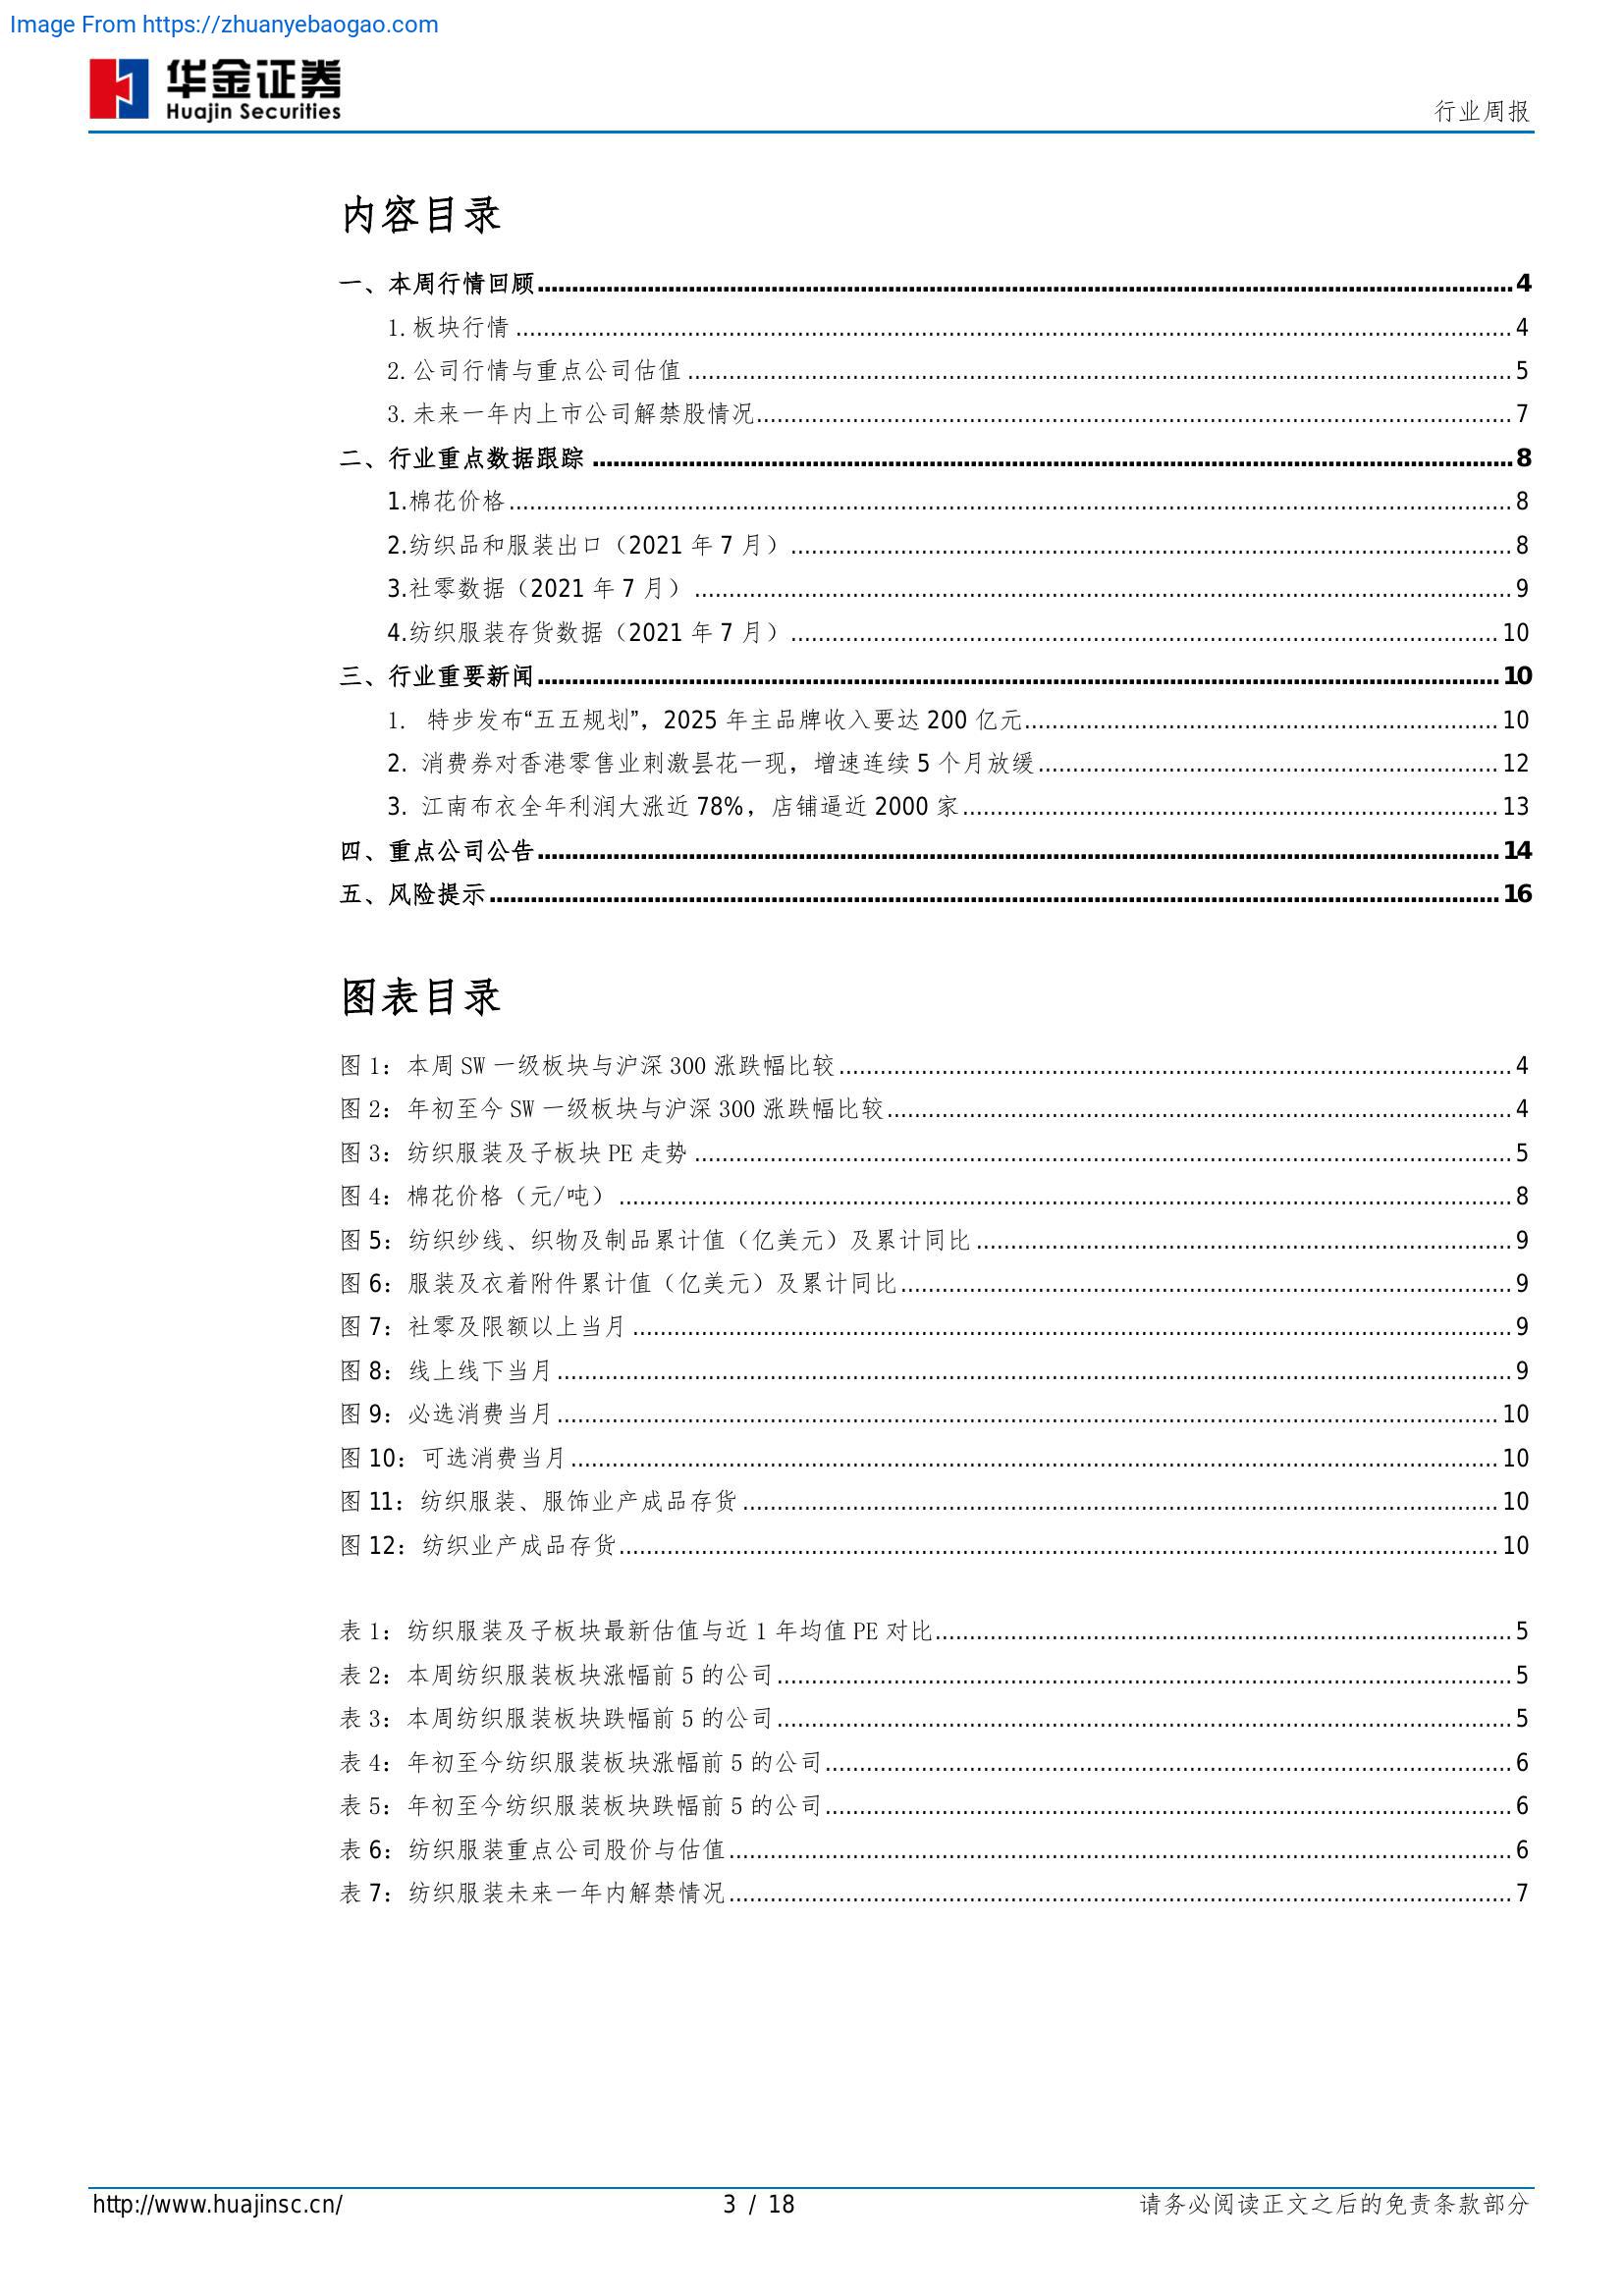 Image From https://zhuanyebaogao.com
华金证券
Huajin Securities
行业周报
内容目录
一、本周行情回顾 4
1.板块行情 4
2.公司行情与重点公司估值 5
3.未来一年内上市公司解禁股情况 7
二、行业重点数据跟踪 8
1.棉花价格 8
2.纺织品和服装出口（2021 年 7 月） 8
3.社零数据（2021 年 7 月） 9
4.纺织服装存货数据（2021 年 7 月） 10
三、行业重要新闻 10
1. 特步发布“五五规划”，2025 年主品牌收入要达 200 亿元 10
2. 消费券对香港零售业刺激昙花一现，增速连续 5 个月放缓 12
3. 江南布衣全年利润大涨近 78%，店铺逼近 2000 家 13
四、重点公司公告 14
五、风险提示 16
图表目录
图 1：本周 SW 一级板块与沪深 300 涨跌幅比较 4
图 2：年初至今 SW 一级板块与沪深 300 涨跌幅比较 4
图 3：纺织服装及子板块 PE 走势 5
图 4：棉花价格（元/吨） 8
图 5：纺织纱线、织物及制品累计值（亿美元）及累计同比 9
图 6：服装及衣着附件累计值（亿美元）及累计同比 9
图 7：社零及限额以上当月 9
图 8：线上线下当月 9
图 9：必选消费当月 10
图 10：可选消费当月 10
图 11：纺织服装、服饰业产成品存货 10
图 12：纺织业产成品存货 10
表 1：纺织服装及子板块最新估值与近 1 年均值 PE 对比 5
表 2：本周纺织服装板块涨幅前 5 的公司 5
表 3：本周纺织服装板块跌幅前 5 的公司 5
表 4：年初至今纺织服装板块涨幅前 5 的公司 6
表 5：年初至今纺织服装板块跌幅前 5 的公司 6
表 6：纺织服装重点公司股价与估值 6
表 7：纺织服装未来一年内解禁情况 7
http://www.huajinsc.cn/ 3 / 18 请务必阅读正文之后的免责条款部分